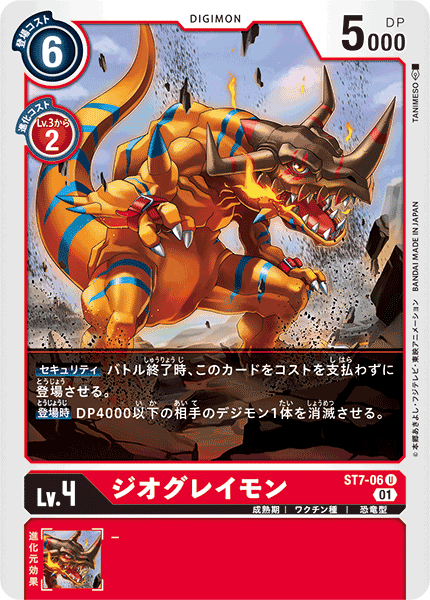 DIGIMON
登場コスト
6
DP
5000
進化コスト
Lv.3から
2
TANIMESO
セキュリティ バトル終了時、このカードをコストを支払わずに
登場させる。
登場時 DP4000以下の相手のデジモン1体を消滅させる。
©本郷あきよし・フジテレビ・東映アニメーション BANDAI MADE IN JAPAN
Lv.4
ジオグレイモン
ST7-06 U
01
成熟期 | ワクチン種 | 恐竜型
進化元効果
－